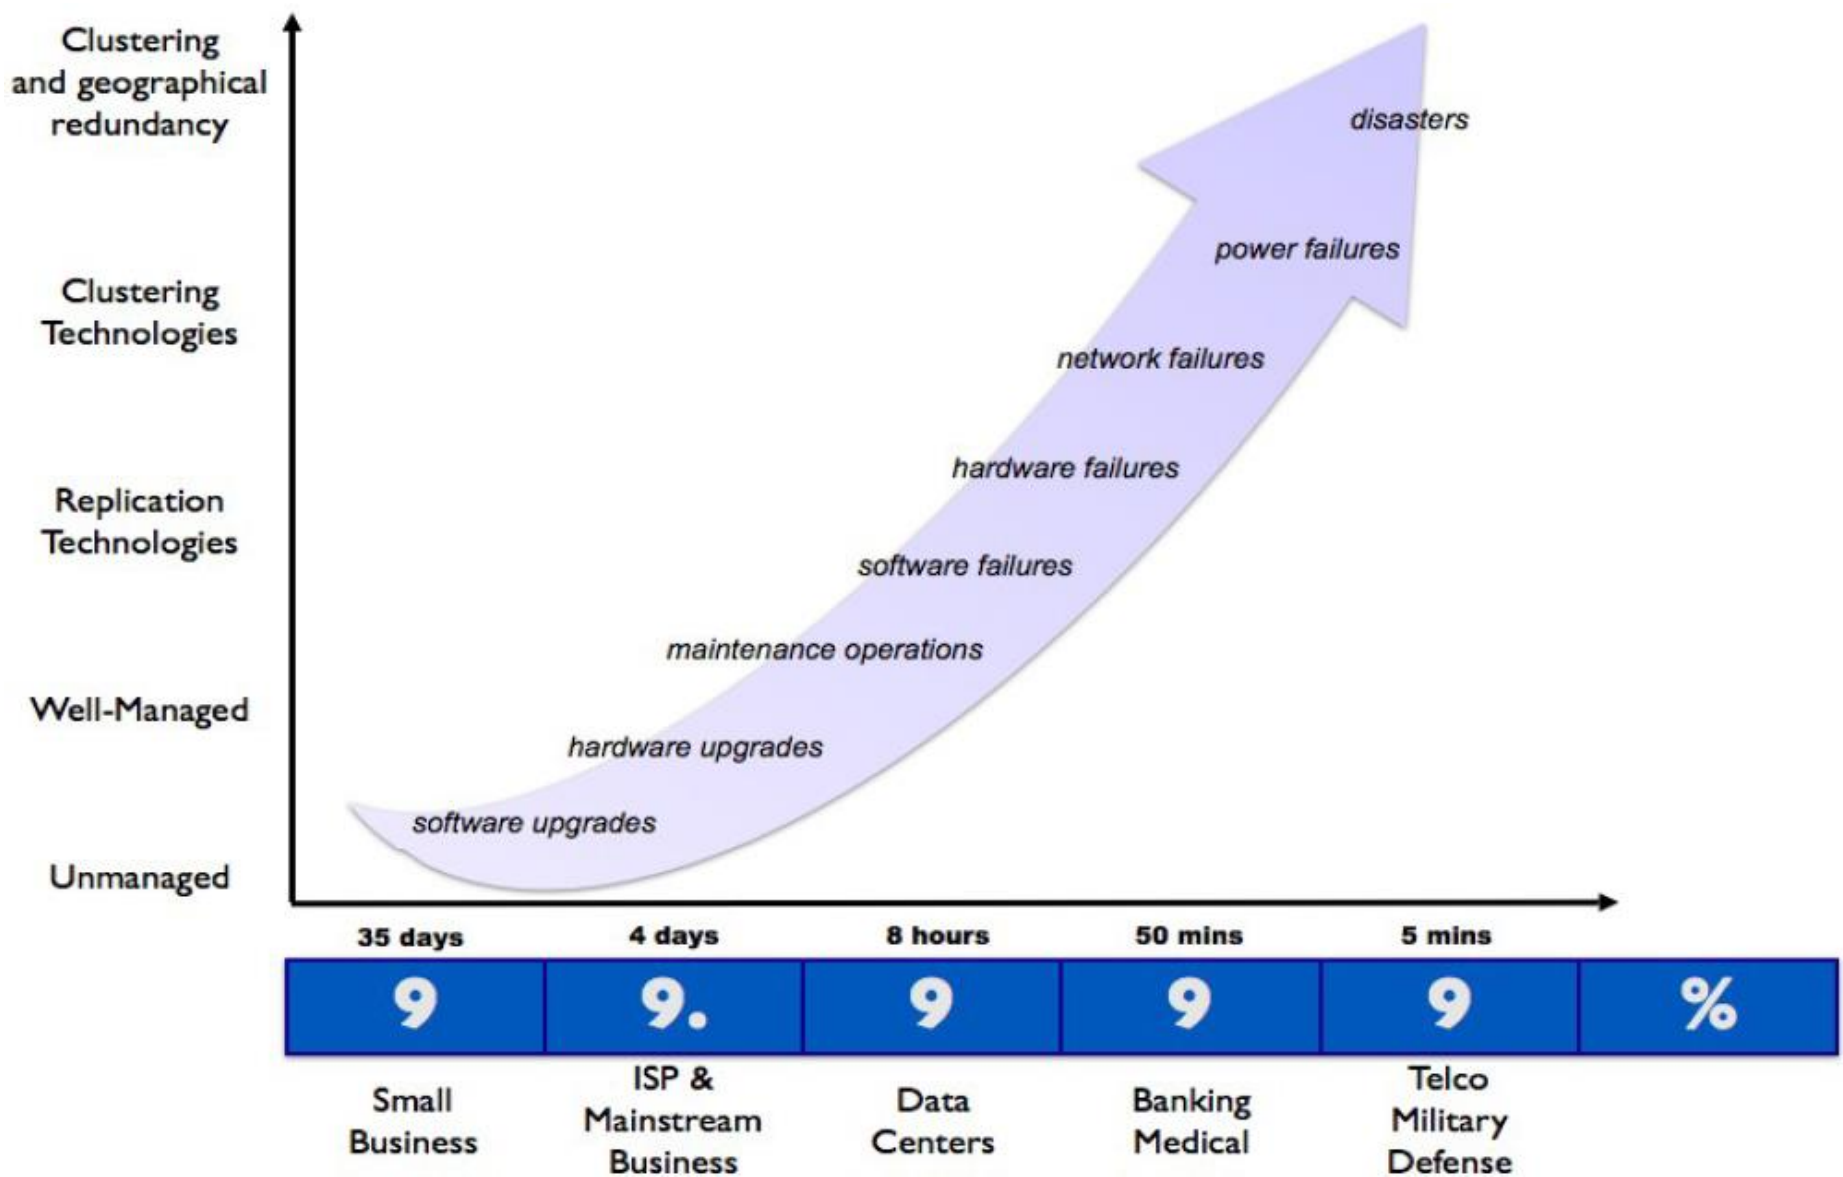 Clustering
and geographical
redundancy
disasters
power failures
Clustering
Technologies
network failures
hardware failures
Replication
Technologies
software failures
maintenance operations
Well-Managed
hardware upgrades
software upgrades
Unmanaged
35 days 4 days 8 hours 50 mins 5 mins
9 9. 9 9 9 %
Small
Business
ISP &
Mainstream
Business
Data
Centers
Banking
Medical
Telco
Military
Defense